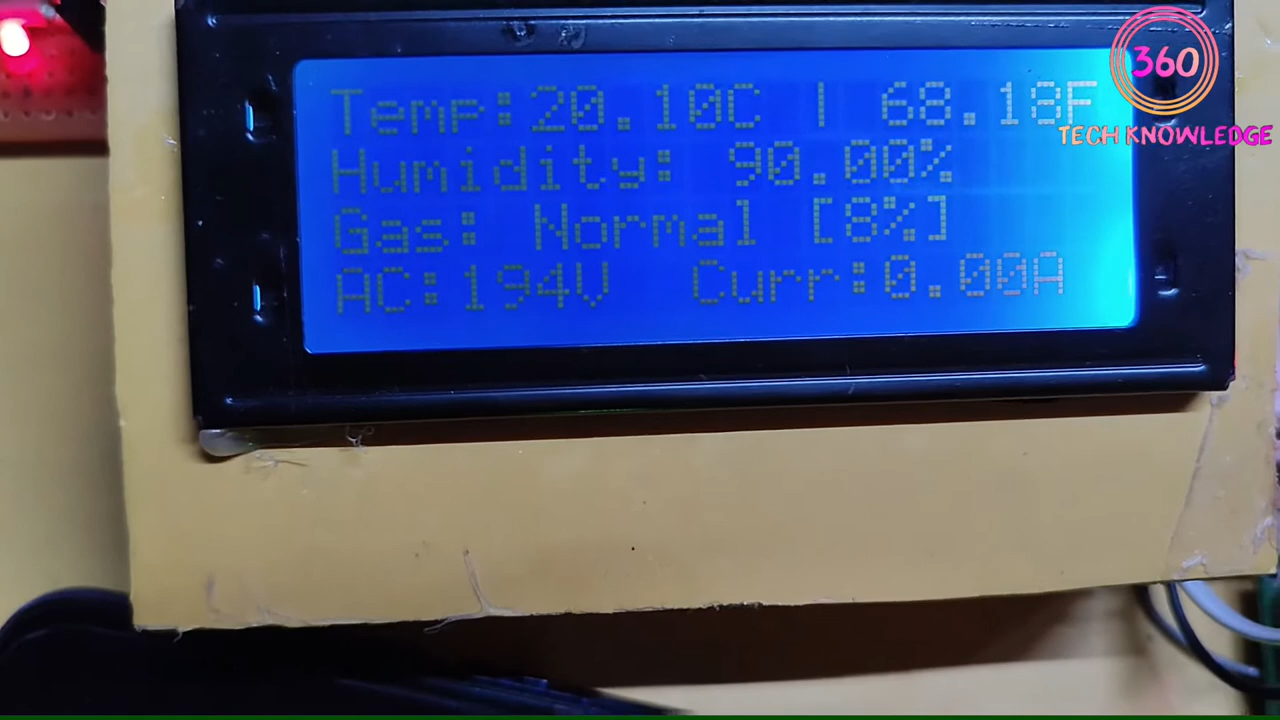 Temp:20.10C | 68.18F
Humidity: 90.00%
Gas: Normal [8%]
AC:194V Curr:0.00A
360
TECH KNOWLEDGE